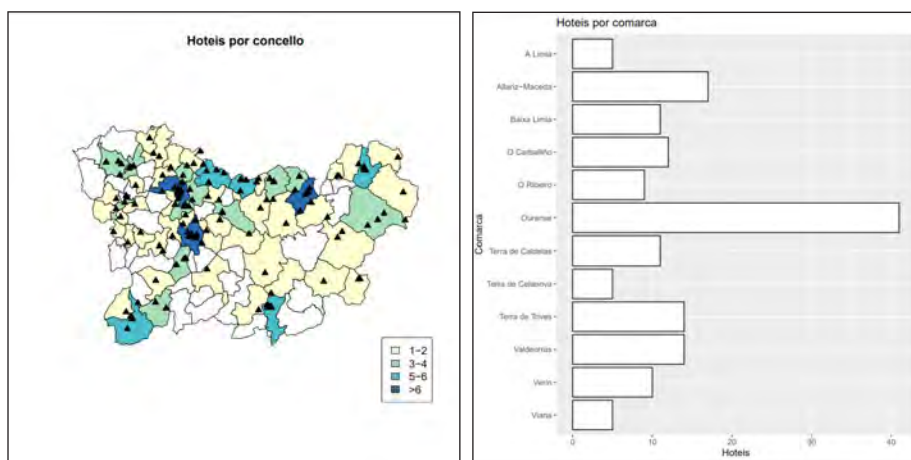 Hoteis por concello
1-2
3-4
5-6
>6
Hoteis por comarca
Comarca
A Limia
Allariz-Maceda
Baixa Limia
O Carballiño
O Ribeiro
Ourense
Terra de Caldelas
Terra de Celanova
Terra de Trives
Valdeorras
Verín
Viana
0
10
20
30
40
Hoteis